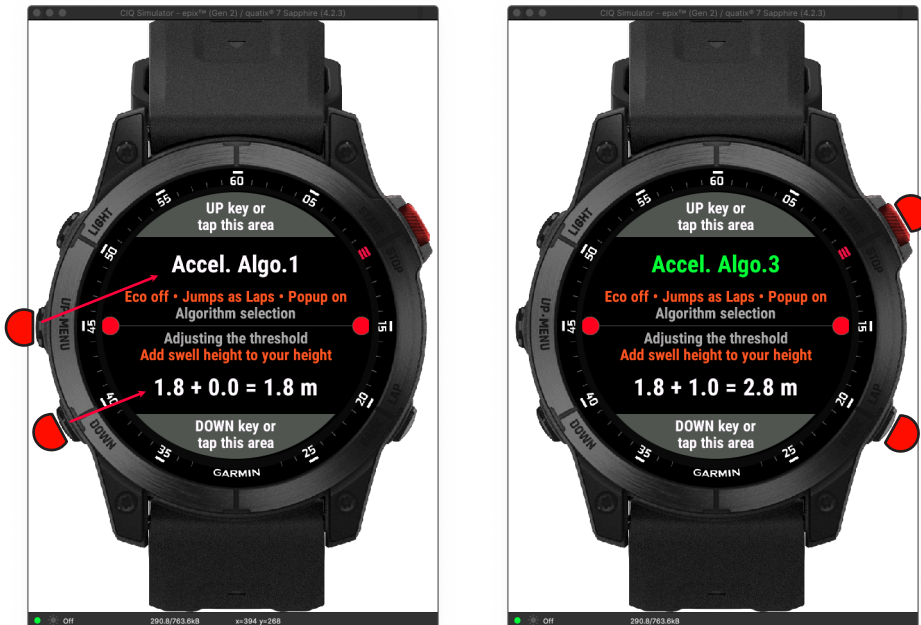 CIQ Simulator - epix™ (Gen 2) / quatix® 7 Sapphire (4.2.3)
60
55
05
LIGHT
UP key or
tap this area
50
STOP
Accel. Algo.1
Eco off • Jumps as Laps • Popup on
Algorithm selection
UP·MENU
45
15
Adjusting the threshold
Add swell height to your height
1.8 + 0.0 = 1.8 m
LAP
40
20
DOWN
DOWN key or
tap this area
35
25
GARMIN
Off
290.8/763.6kB
x=394 y=268
CIQ Simulator - epix™ (Gen 2) / quatix® 7 Sapphire (4.2.3)
60
55
05
LIGHT
UP key or
tap this area
50
STOP
Accel. Algo.3
Eco off • Jumps as Laps • Popup on
Algorithm selection
UP·MENU
45
15
Adjusting the threshold
Add swell height to your height
1.8 + 1.0 = 2.8 m
LAP
40
20
DOWN
DOWN key or
tap this area
35
25
GARMIN
Off
290.8/763.6kB